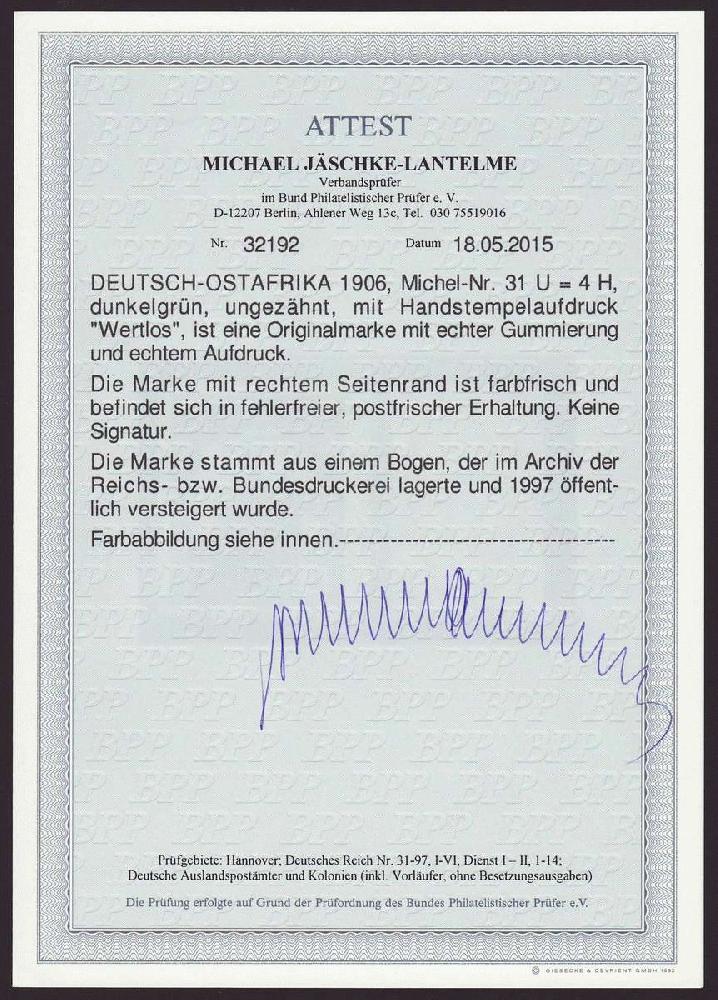 ATTEST
MICHAEL JÄSCHKE-LANTELME
Verbandsprüfer
im Bund Philatelistischer Prüfer e. V.
D-12207 Berlin, Ahlener Weg 13c, Tel. 030 75519016
Nr. 32192 Datum 18.05.2015
DEUTSCH-OSTAFRIKA 1906, Michel-Nr. 31 U = 4 H,
dunkelgrün, ungezähnt, mit Handstempelaufdruck
"Wertlos", ist eine Originalmarke mit echter Gummierung
und echtem Aufdruck.
Die Marke mit rechtem Seitenrand ist farbfrisch und
befindet sich in fehlerfreier, postfrischer Erhaltung. Keine
Signatur.
Die Marke stammt aus einem Bogen, der im Archiv der
Reichs- bzw. Bundesdruckerei lagerte und 1997 öffent-
lich versteigert wurde.
Farbabbildung siehe innen.------------------------------------
Prüfgebiete: Hannover; Deutsches Reich Nr. 31-97, I-VI, Dienst I – II, 1-14;
Deutsche Auslandspostämter und Kolonien (inkl. Vorläufer, ohne Besetzungsausgaben)
Die Prüfung erfolgte auf Grund der Prüfordnung des Bundes Philatelistischer Prüfer e.V.
© GIESECKE & DEVRIENT GMBH